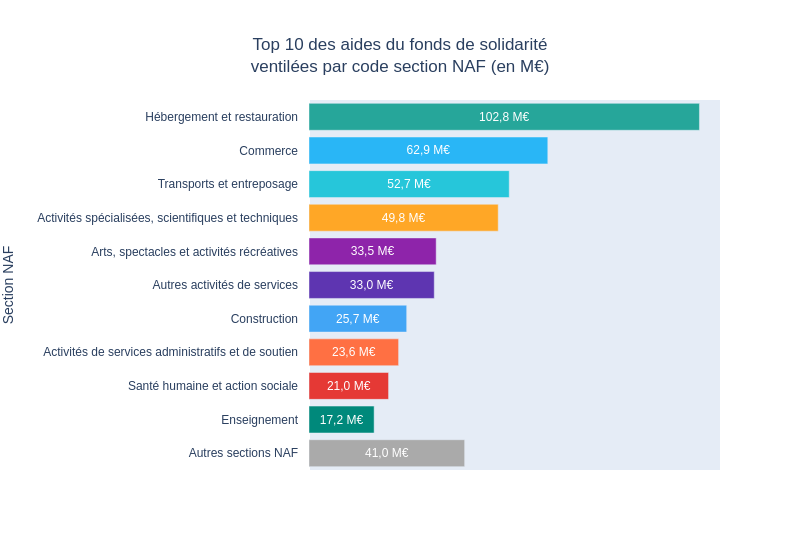 Top 10 des aides du fonds de solidarité
ventilées par code section NAF (en M€)
Section NAF
Hébergement et restauration 102,8 M€
Commerce 62,9 M€
Transports et entreposage 52,7 M€
Activités spécialisées, scientifiques et techniques 49,8 M€
Arts, spectacles et activités récréatives 33,5 M€
Autres activités de services 33,0 M€
Construction 25,7 M€
Activités de services administratifs et de soutien 23,6 M€
Santé humaine et action sociale 21,0 M€
Enseignement 17,2 M€
Autres sections NAF 41,0 M€